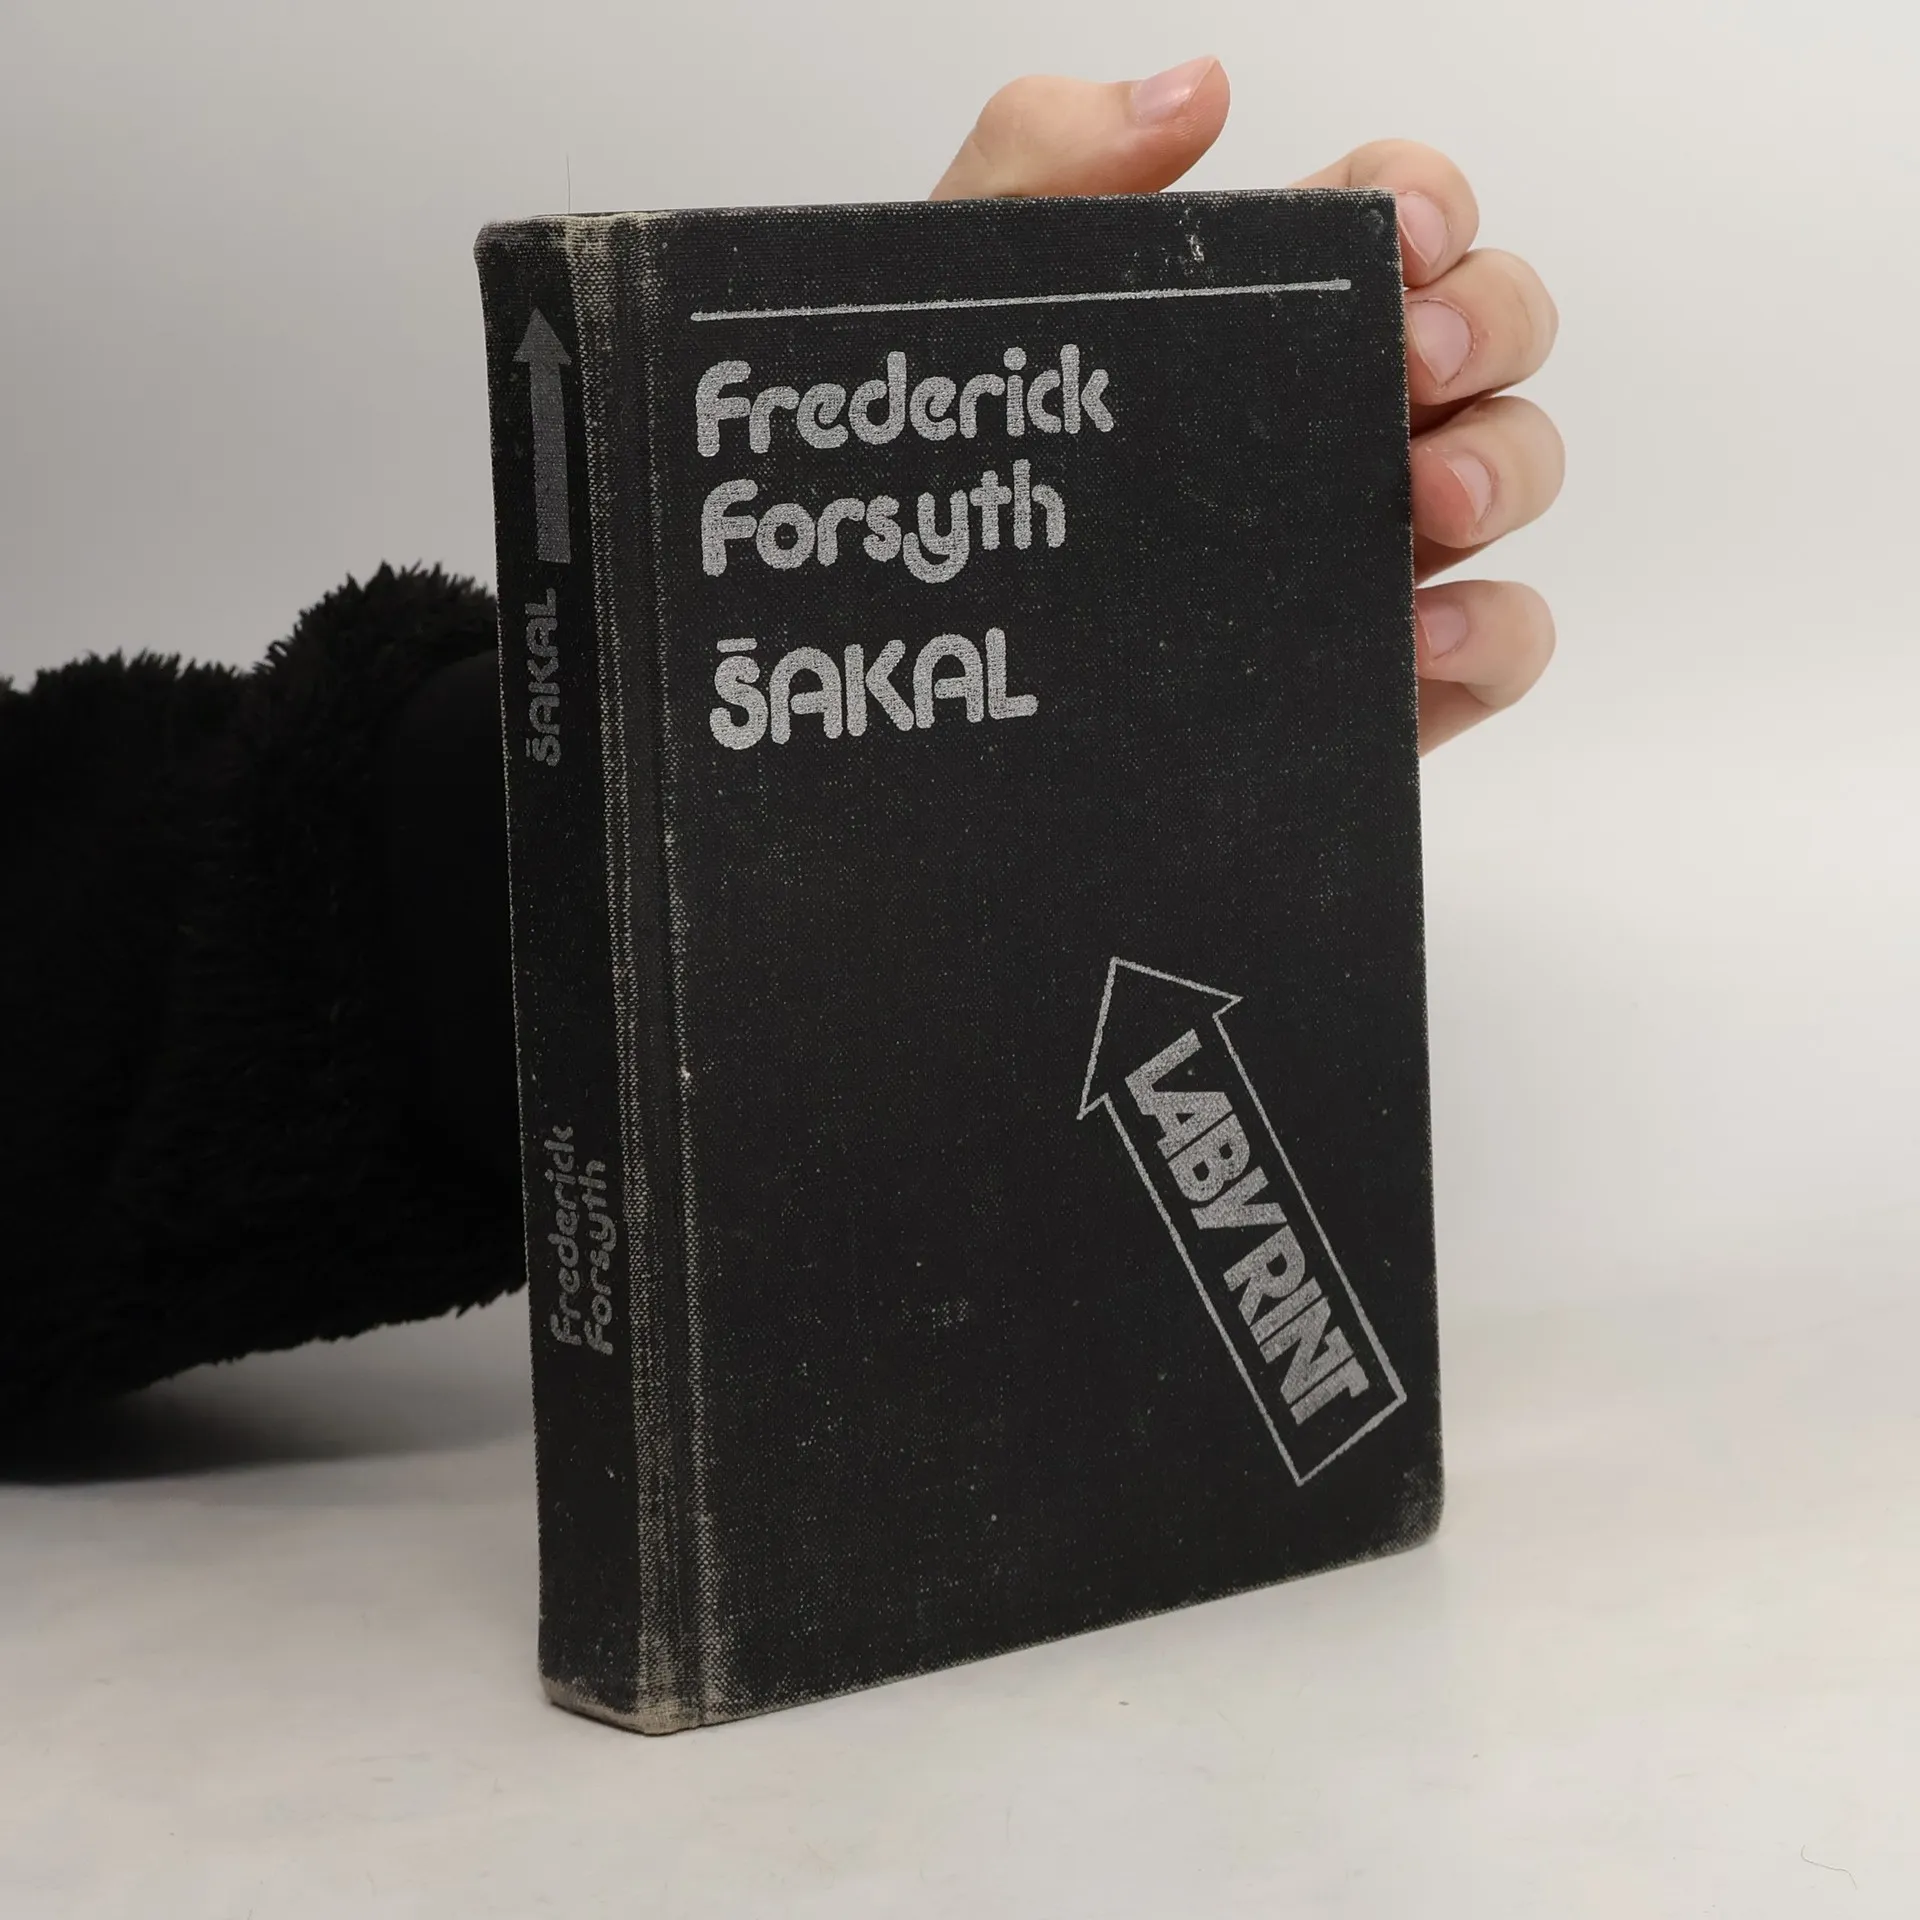 Frederick
Forsyth
ŠAKAL
LABYRINT
ŠAKAL
Frederick
Forsyth